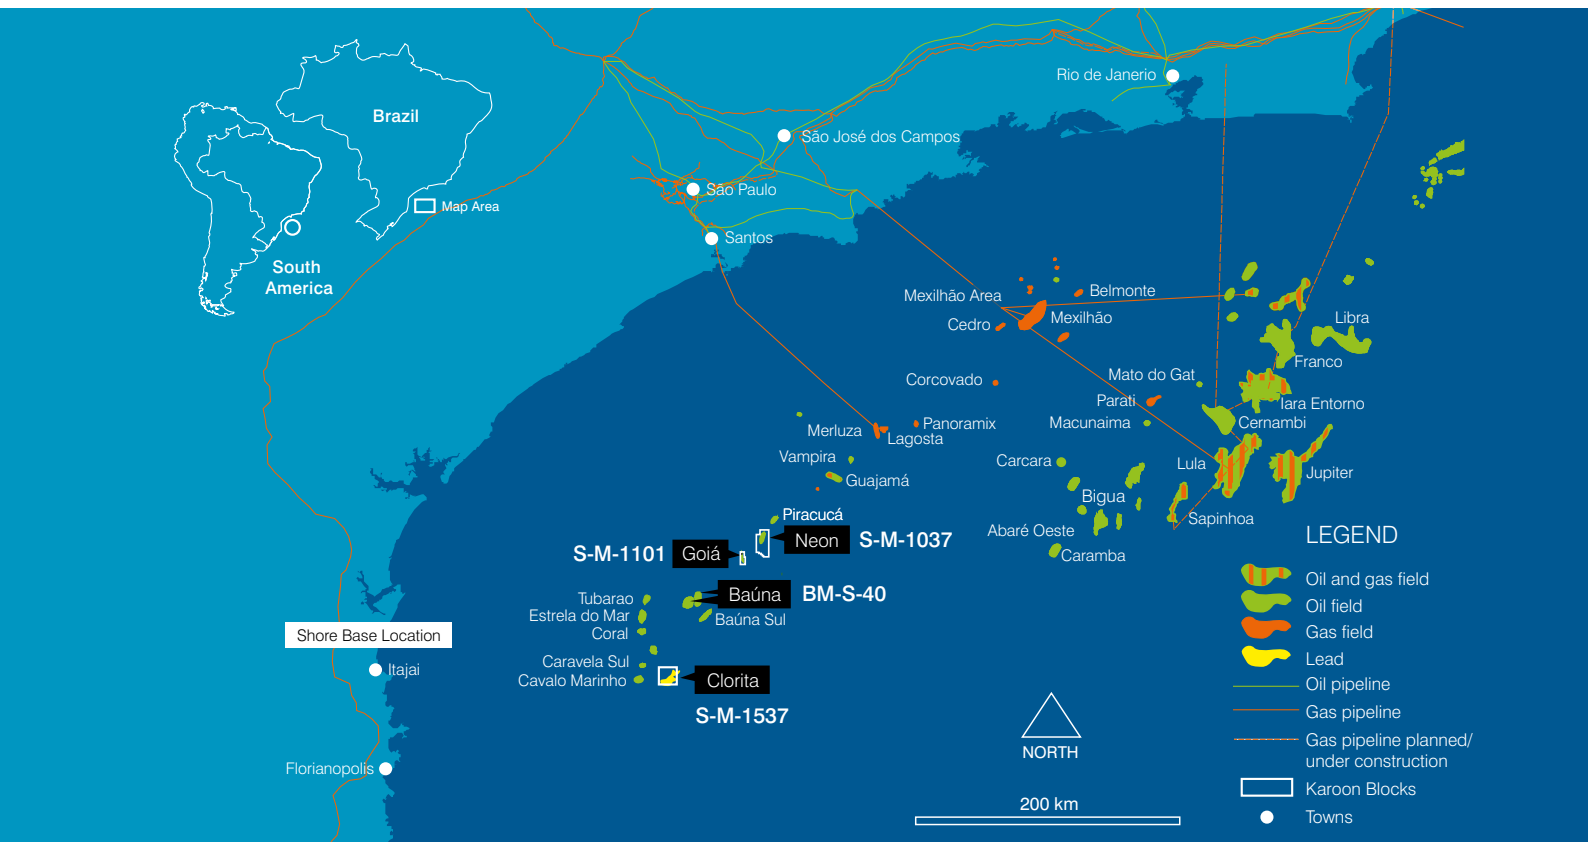 Rio de Janerio
Brazil
São José dos Campos
São Paulo
Map Area
Santos
South
America
Mexilhão Area
Belmonte
Cedro
Mexilhão
Libra
Franco
Corcovado
Mato do Gat
Parati
Iara Entorno
Merluza
Panoramix
Lagosta
Macunaima
Cernambi
Vampira
Carcara
Lula
Jupiter
Guajamá
Bigua
Piracucá
Abaré Oeste
Sapinhoa
S-M-1101
Goiá
Neon
S-M-1037
Caramba
Tubarao
Baúna
BM-S-40
Estrela do Mar
Baúna Sul
Coral
Shore Base Location
Itajai
Caravela Sul
Cavalo Marinho
Clorita
S-M-1537
Florianopolis
NORTH
200 km
LEGEND
Oil and gas field
Oil field
Gas field
Lead
Oil pipeline
Gas pipeline
Gas pipeline planned/
under construction
Karoon Blocks
Towns